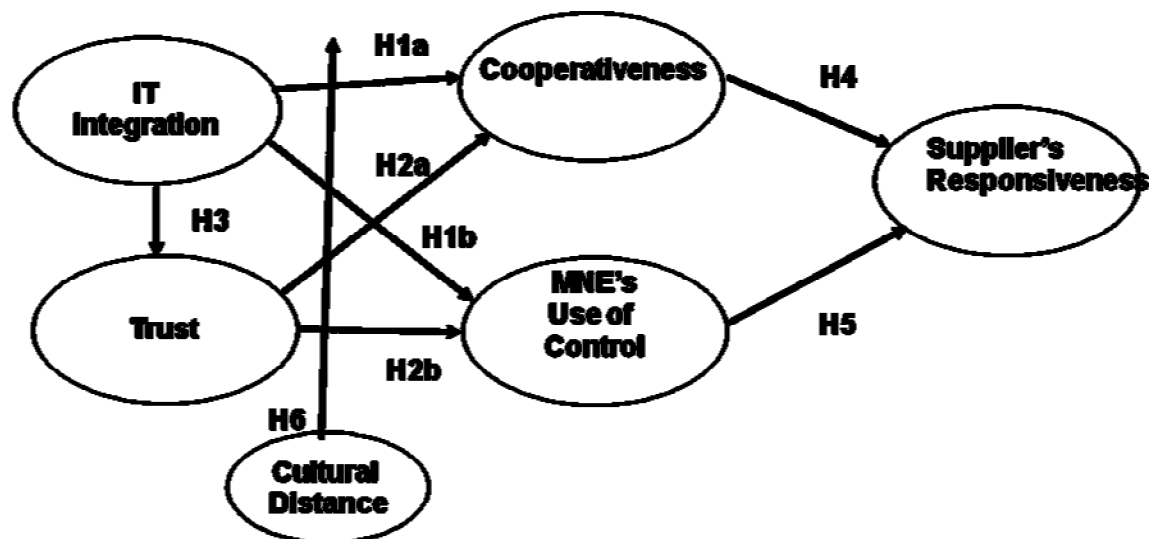 H1a
Cooperativeness
H4
IT
Integration
H2a
Supplier's
Responsiveness
H3
H1b
MNE's
Use of
Control
Trust
H5
H2b
H6
Cultural
Distance